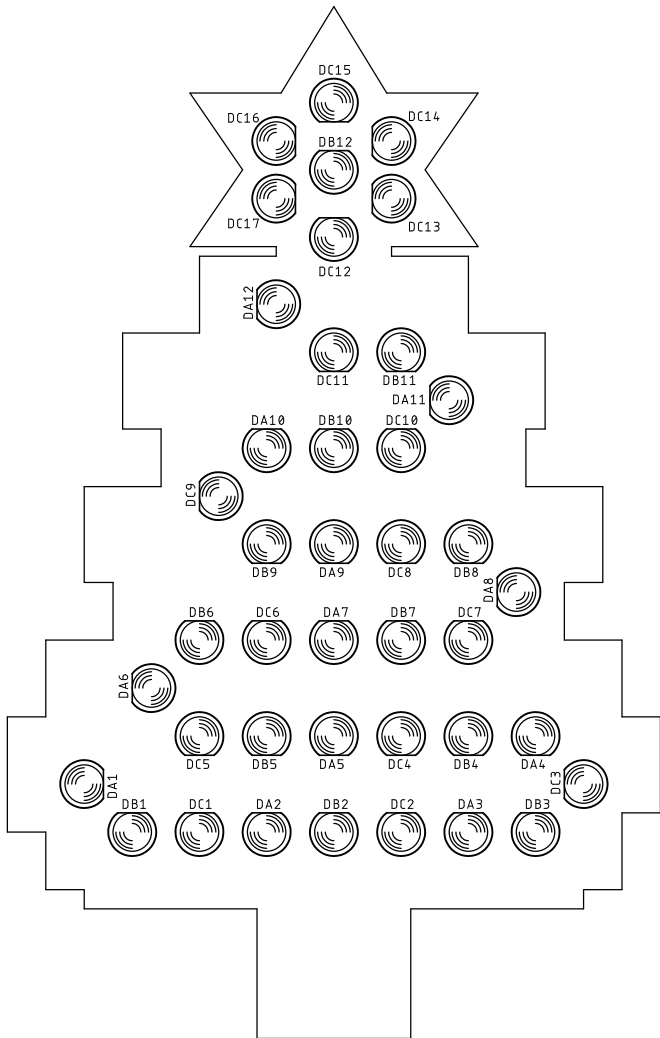 DC15
DC16
DC14
DB12
DC17
DC13
DC12
DA12
DC11 DB11
DA11
DA10 DB10 DC10
DC9
DB9 DA9 DC8 DB8
DA8
DB6 DC6 DA7 DB7 DC7
DA6
DC5 DB5 DA5 DC4 DB4 DA4
DA1
DC3
DB1 DC1 DA2 DB2 DC2 DA3 DB3